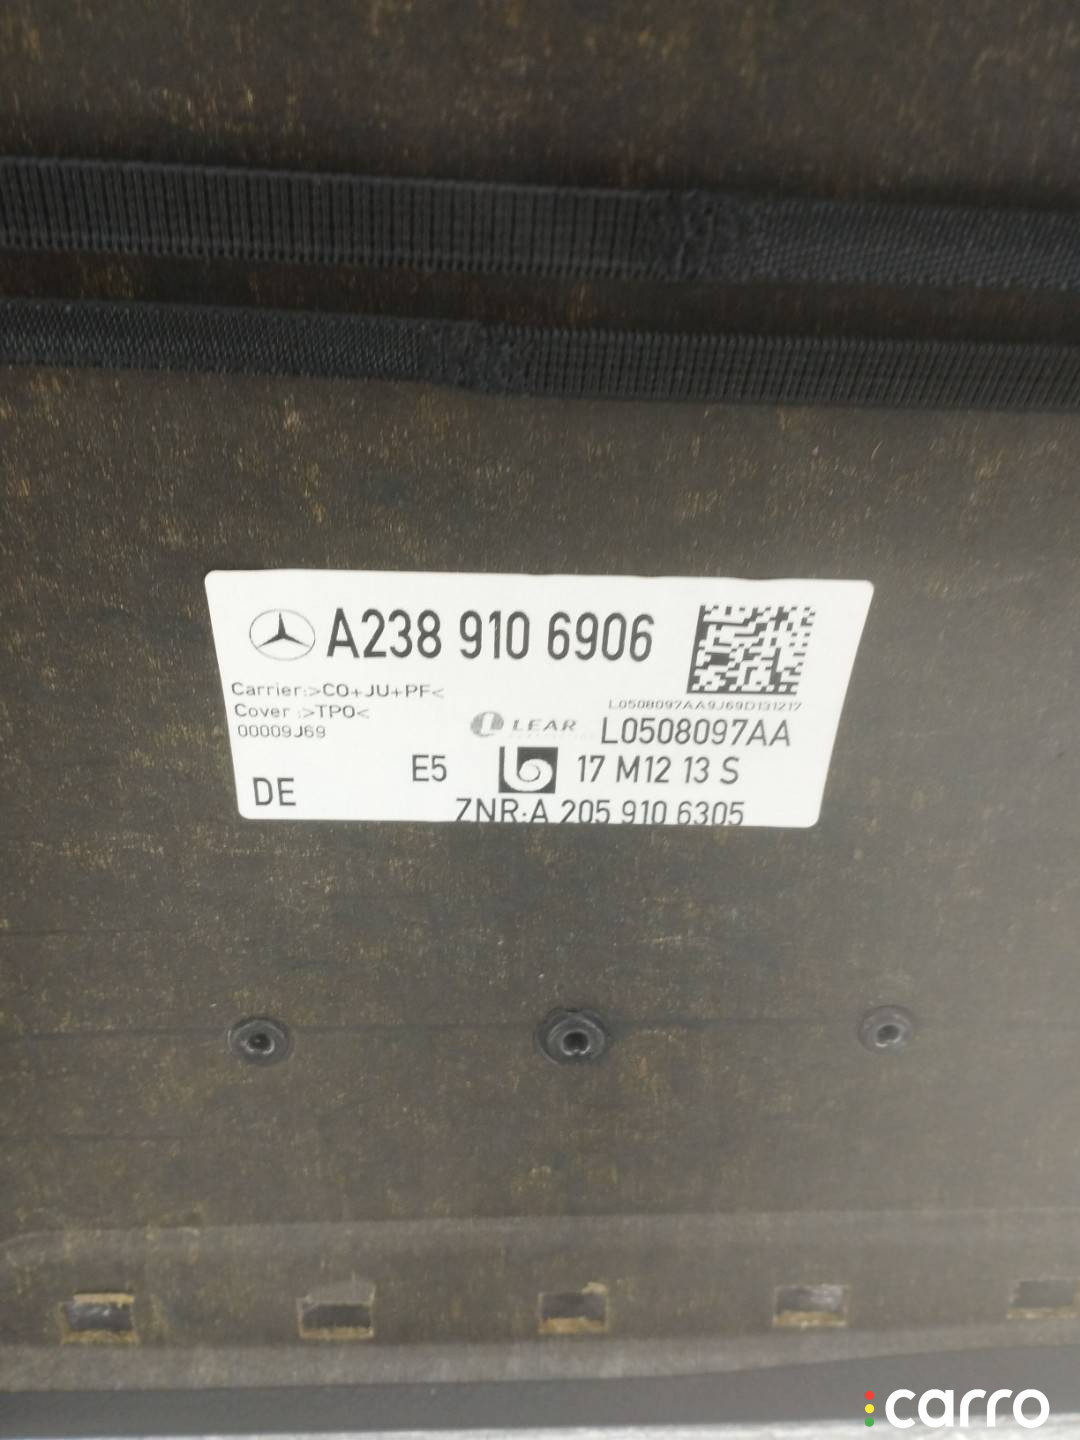 A238 910 6906
Carrier:>CO+JU+PF<
Cover :>TPO<
00009J69
L0508097AA9J69D131217
LEAR L0508097AA
E5 17 M12 13 S
DE
ZNR:A 205 910 6305
carro